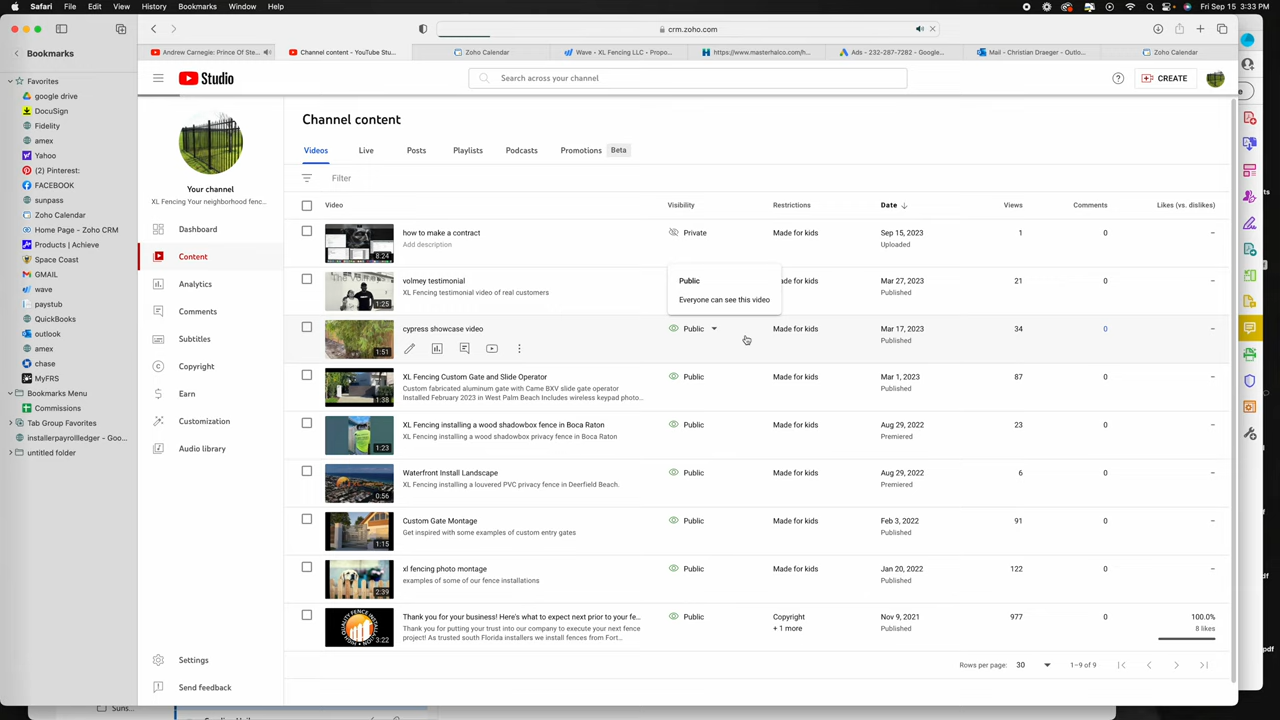 Safari File Edit View History Bookmarks Window Help Fri Sep 15 3:33 PM
crm.zoho.com
Bookmarks
Andrew Carnegie: Prince Of Ste...
Channel content - YouTube Stu...
Zoho Calendar
Wave - XL Fencing LLC - Propo...
https://www.masterhalco.com/h...
Ads - 232-287-7282 - Google...
Mail - Christian Draeger - Outlo...
Zoho Calendar
Favorites
google drive
DocuSign
Fidelity
amex
Yahoo
(2) Pinterest:
FACEBOOK
sunpass
Zoho Calendar
Home Page - Zoho CRM
Products | Achieve
Space Coast
GMAIL
wave
paystub
QuickBooks
outlook
amex
chase
MyFRS
Bookmarks Menu
Commissions
Tab Group Favorites
installerpayrollledger - Goo...
untitled folder
Studio
Search across your channel
CREATE
Your channel
XL Fencing Your neighborhood fenc...
Dashboard
Content
Analytics
Comments
Subtitles
Copyright
Earn
Customization
Audio library
Settings
Send feedback
Channel content
Videos Live Posts Playlists Podcasts Promotions Beta
Filter
Video Visibility Restrictions Date Views Comments Likes (vs. dislikes)
how to make a contract Private Made for kids Sep 15, 2023 1 0 –
Add description Uploaded
8:24
volmey testimonial Public Made for kids Mar 27, 2023 21 0 –
XL Fencing testimonial video of real customers Everyone can see this video Published
1:25
cypress showcase video Public Made for kids Mar 17, 2023 34 0 –
Published
1:51
XL Fencing Custom Gate and Slide Operator Public Made for kids Mar 1, 2023 87 0 –
Custom fabricated aluminum gate with Came BXV slide gate operator Published
Installed February 2023 in West Palm Beach Includes wireless keypad photo...
1:38
XL Fencing installing a wood shadowbox fence in Boca Raton Public Made for kids Aug 29, 2022 23 0 –
XL Fencing installing a wood shadowbox privacy fence in Boca Raton Premiered
1:23
Waterfront Install Landscape Public Made for kids Aug 29, 2022 6 0 –
XL Fencing installing a louvered PVC privacy fence in Deerfield Beach. Premiered
0:56
Custom Gate Montage Public Made for kids Feb 3, 2022 91 0 –
Get inspired with some examples of custom entry gates Published
1:15
xl fencing photo montage Public Made for kids Jan 20, 2022 122 0 –
examples of some of our fence installations Published
2:39
Thank you for your business! Here's what to expect next prior to your fe... Public Copyright Nov 9, 2021 977 0 100.0%
Thank you for putting your trust into our company to execute your next fence + 1 more Published 8 likes
project! As trusted south Florida installers we install fences from Fort...
3:22
Rows per page: 30 1–9 of 9